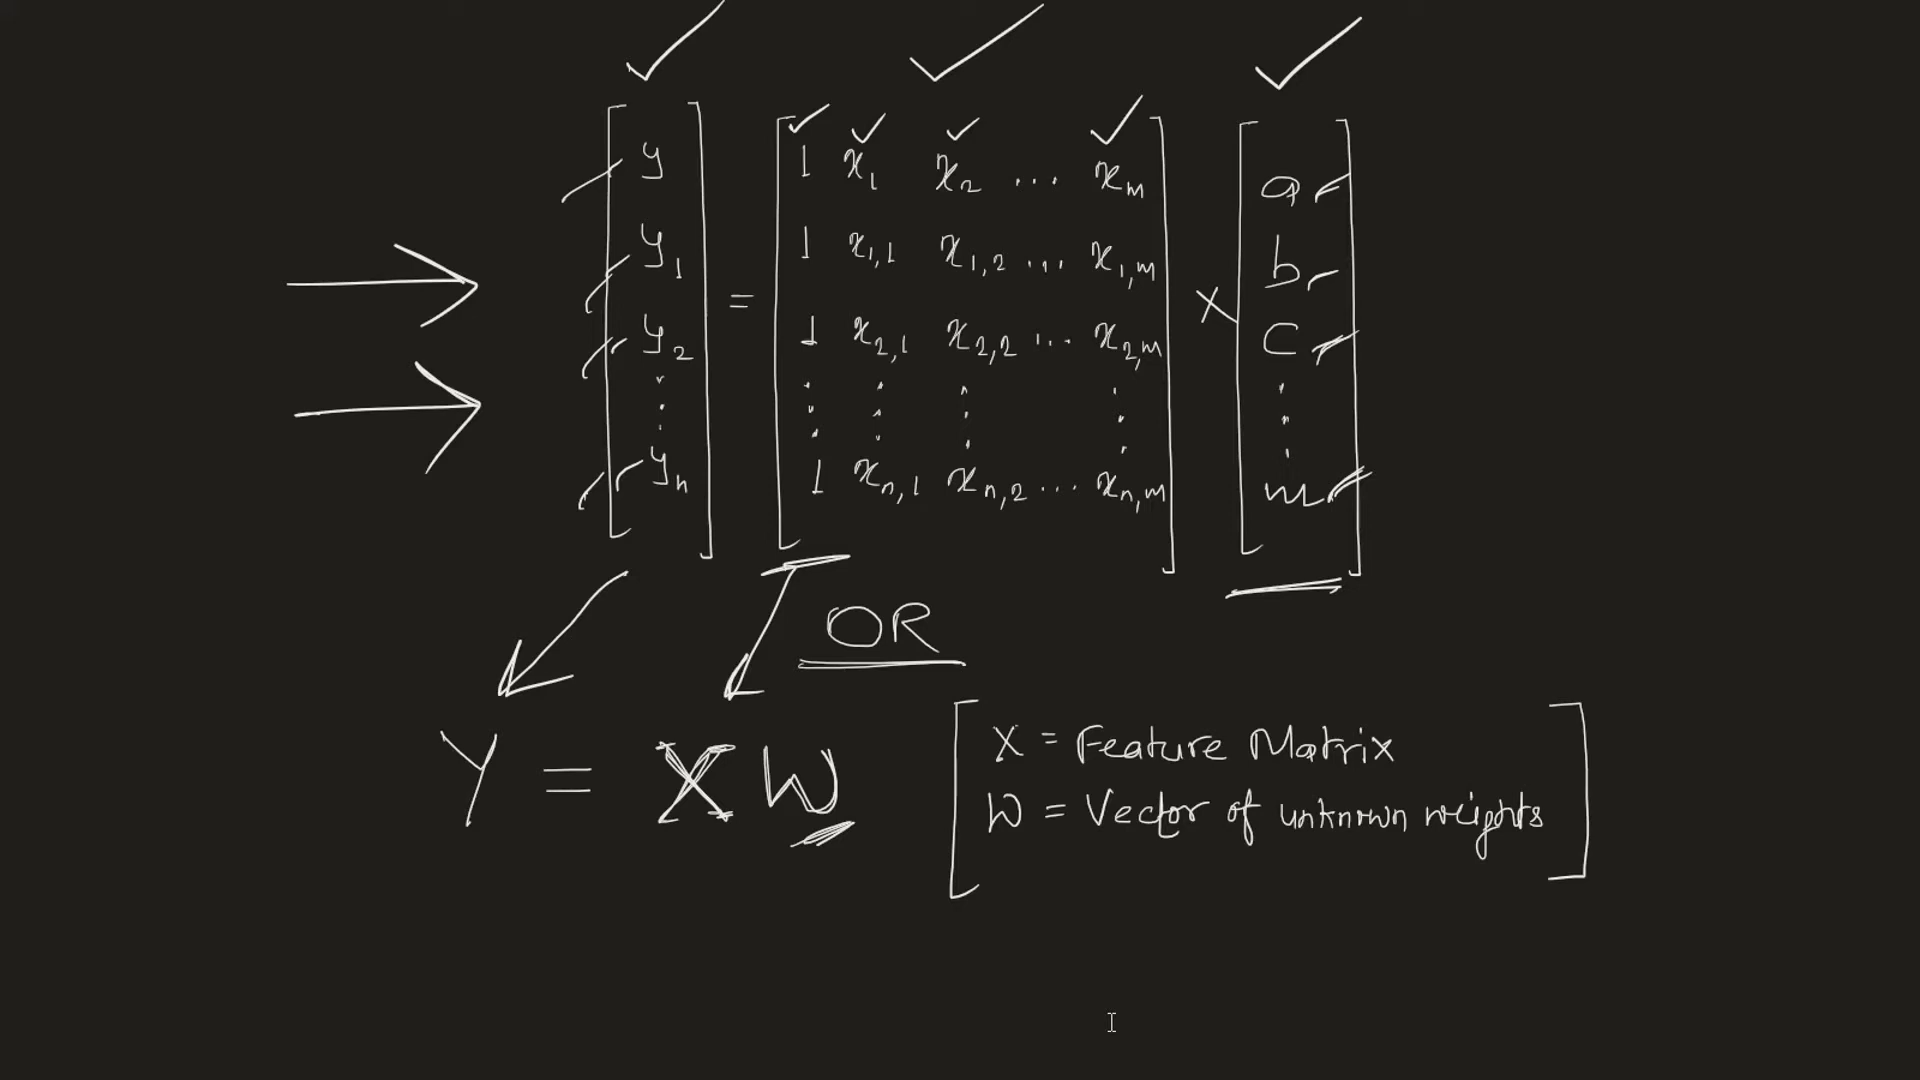 [y] = [1 x₁ x₂ ... xₘ] × [a]
[y₁] [1 x₁,₁ x₁,₂ ... x₁,ₘ] [b]
[y₂] [1 x₂,₁ x₂,₂ ... x₂,ₘ] [c]
[⋮] [⋮ ⋮ ⋮ ⋮] [⋮]
[yₙ] [1 xₙ,₁ xₙ,₂ ... xₙ,ₘ] [m]
OR
Y = XW
[X = Feature Matrix
W = Vector of unknown weights]